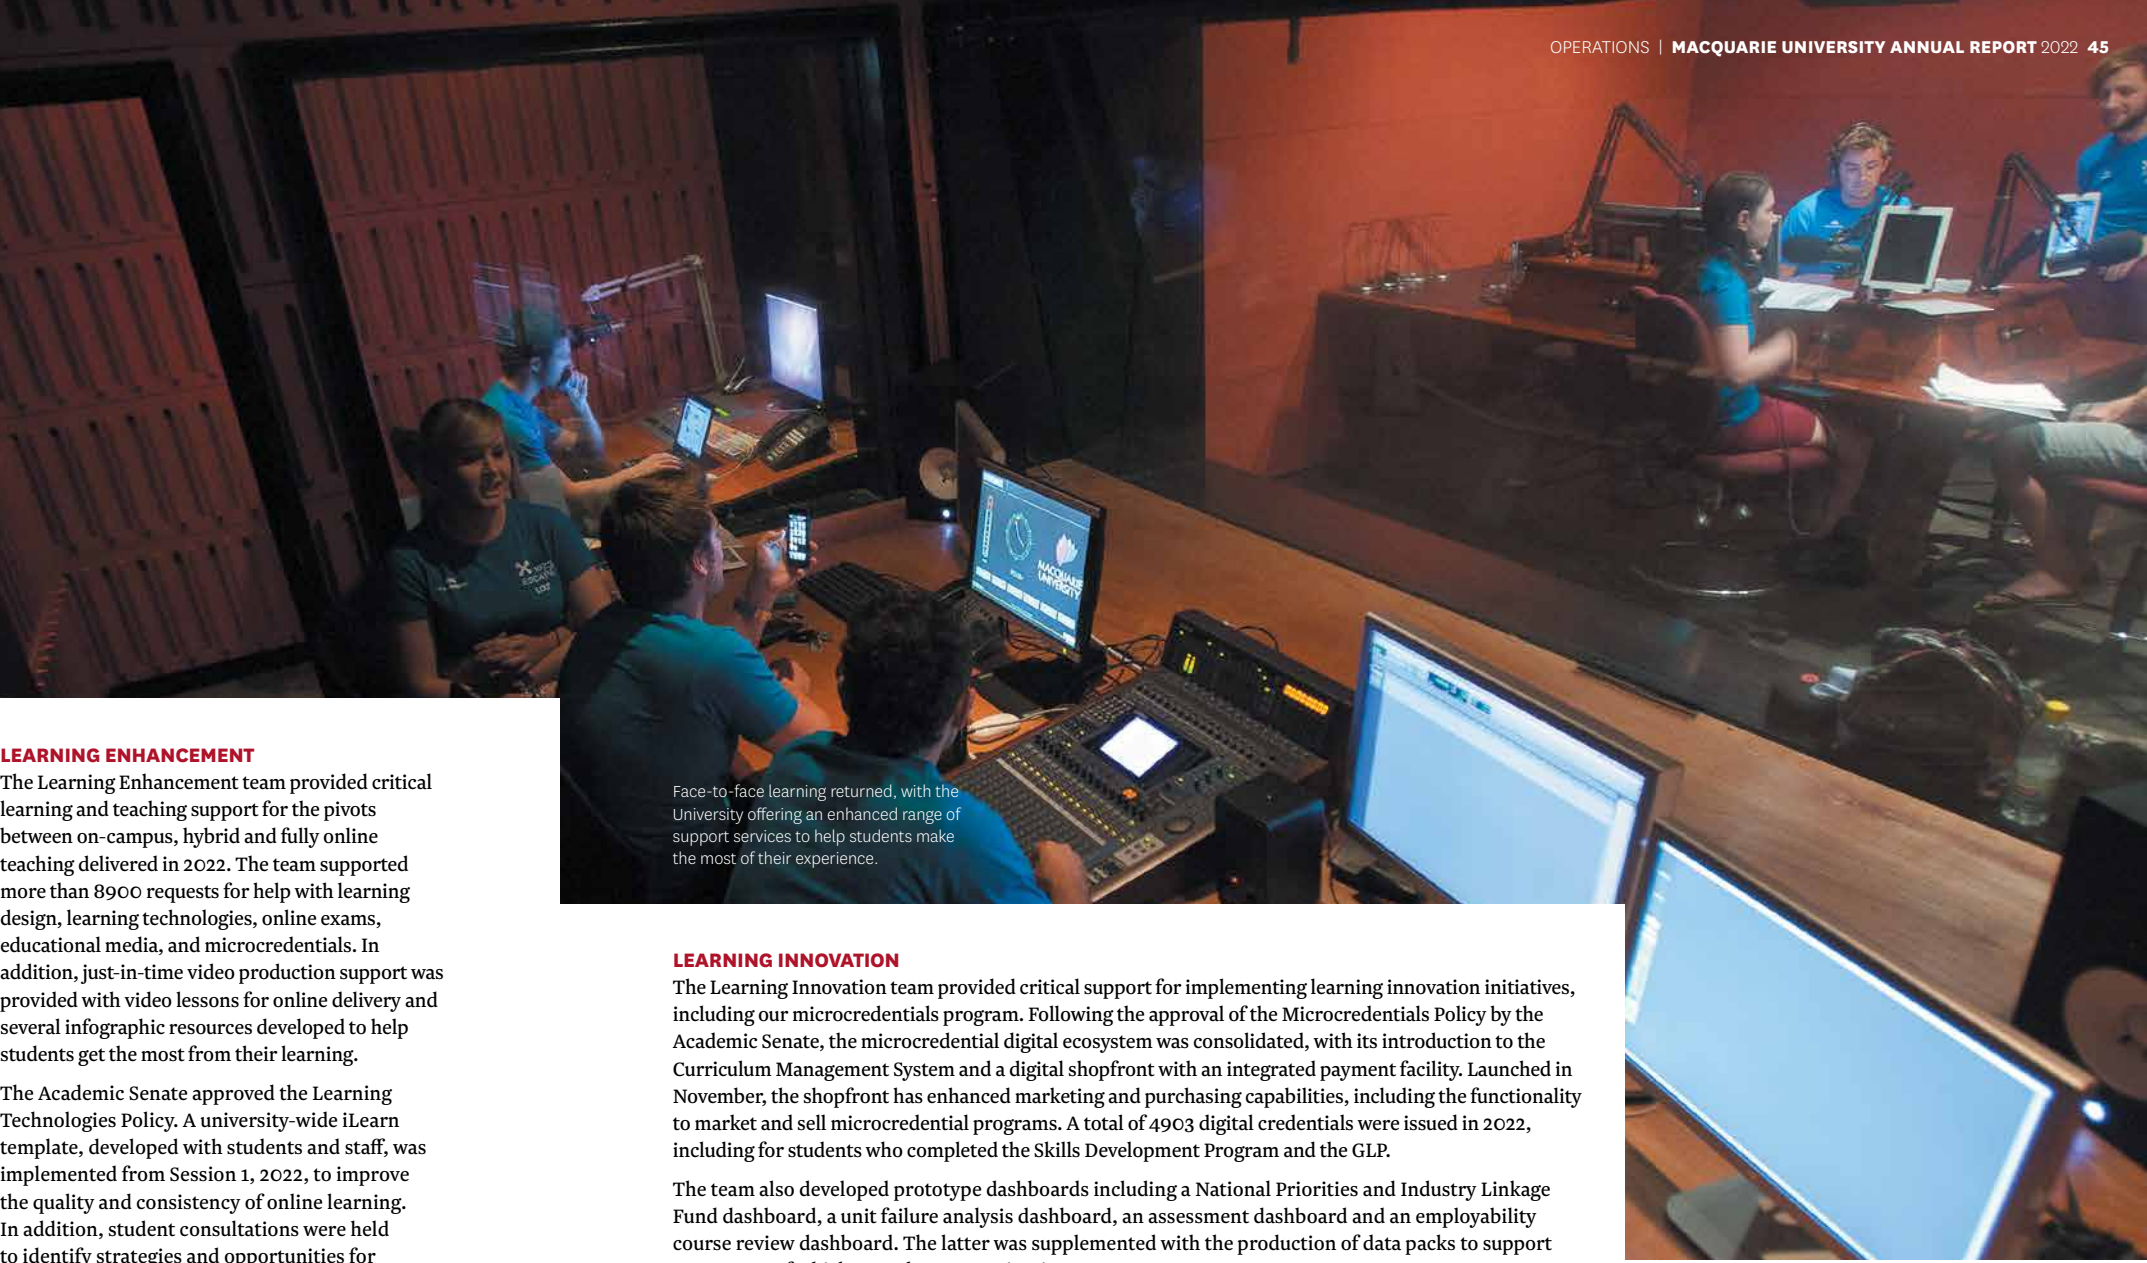 OPERATIONS | MACQUARIE UNIVERSITY ANNUAL REPORT 2022 45
MACQUARIE
UNIVERSITY
Face-to-face learning returned, with the
University offering an enhanced range of
support services to help students make
the most of their experience.
LEARNING ENHANCEMENT
The Learning Enhancement team provided critical
learning and teaching support for the pivots
between on-campus, hybrid and fully online
teaching delivered in 2022. The team supported
more than 8900 requests for help with learning
design, learning technologies, online exams,
educational media, and microcredentials. In
addition, just-in-time video production support was
provided with video lessons for online delivery and
several infographic resources developed to help
students get the most from their learning.
The Academic Senate approved the Learning
Technologies Policy. A university-wide iLearn
template, developed with students and staff, was
implemented from Session 1, 2022, to improve
the quality and consistency of online learning.
In addition, student consultations were held
to identify strategies and opportunities for
LEARNING INNOVATION
The Learning Innovation team provided critical support for implementing learning innovation initiatives,
including our microcredentials program. Following the approval of the Microcredentials Policy by the
Academic Senate, the microcredential digital ecosystem was consolidated, with its introduction to the
Curriculum Management System and a digital shopfront with an integrated payment facility. Launched in
November, the shopfront has enhanced marketing and purchasing capabilities, including the functionality
to market and sell microcredential programs. A total of 4903 digital credentials were issued in 2022,
including for students who completed the Skills Development Program and the GLP.
The team also developed prototype dashboards including a National Priorities and Industry Linkage
Fund dashboard, a unit failure analysis dashboard, an assessment dashboard and an employability
course review dashboard. The latter was supplemented with the production of data packs to support